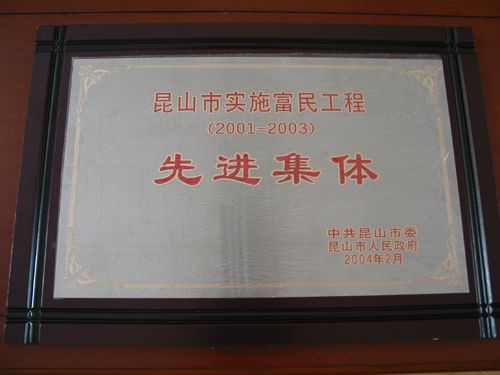 昆山市实施富民工程
(2001-2003)
先进集体
中共昆山市委
昆山市人民政府
2004年2月